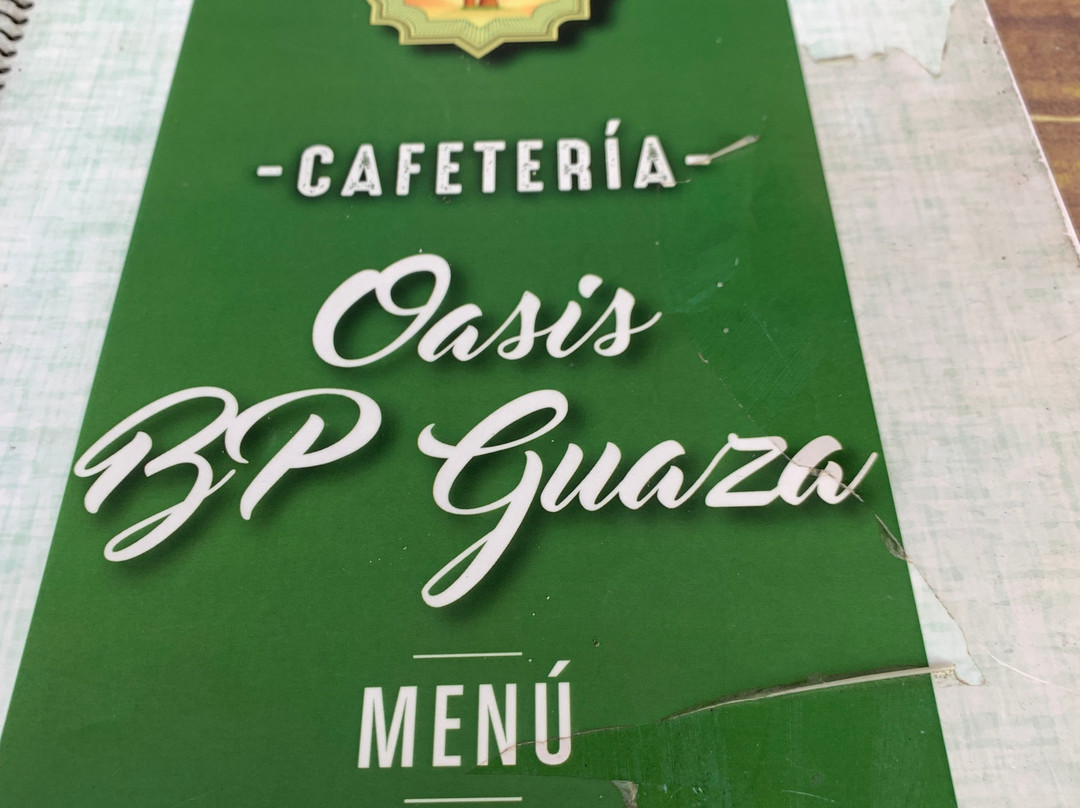 -CAFETERÍA-
Oasis
BP Guaza
MENÚ